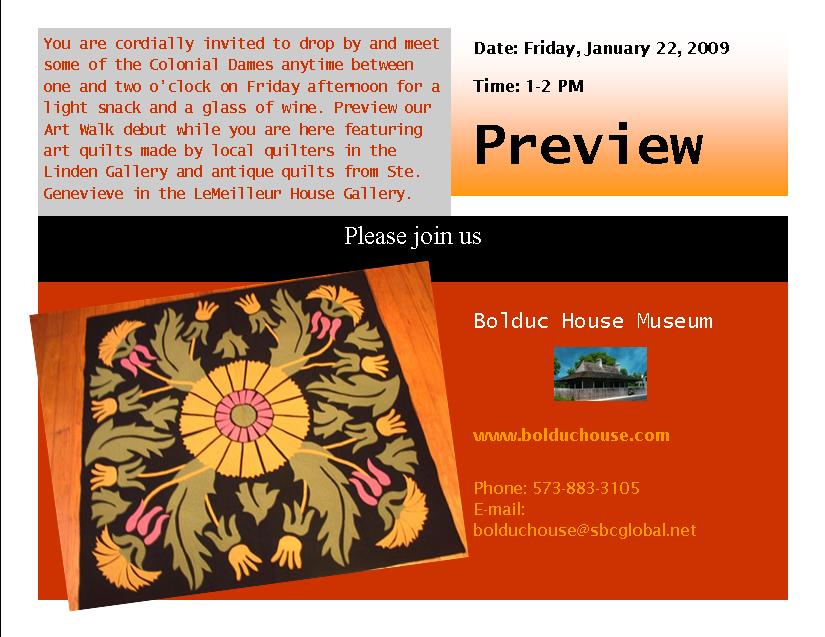 You are cordially invited to drop by and meet
some of the Colonial Dames anytime between
one and two o'clock on Friday afternoon for a
light snack and a glass of wine. Preview our
Art Walk debut while you are here featuring
art quilts made by local quilters in the
Linden Gallery and antique quilts from Ste.
Genevieve in the LeMeilleur House Gallery.
Date: Friday, January 22, 2009
Time: 1-2 PM
Preview
Please join us
Bolduc House Museum
www.bolduchouse.com
Phone: 573-883-3105
E-mail:
bolduchouse@sbcglobal.net